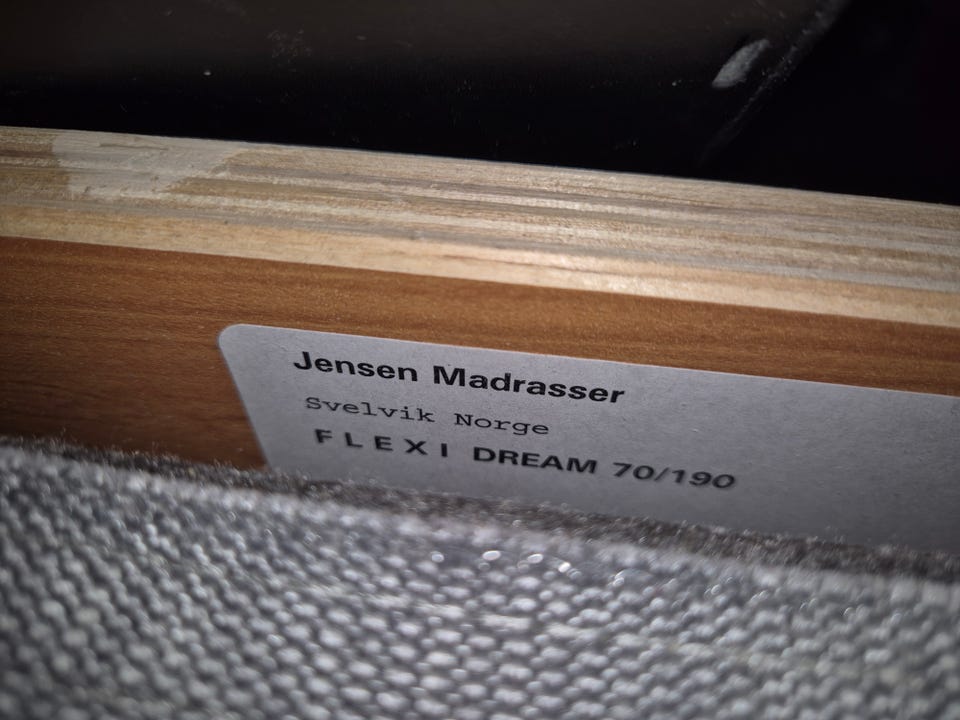 Jensen Madrasser
Svelvik Norge
FLEXI DREAM 70/190